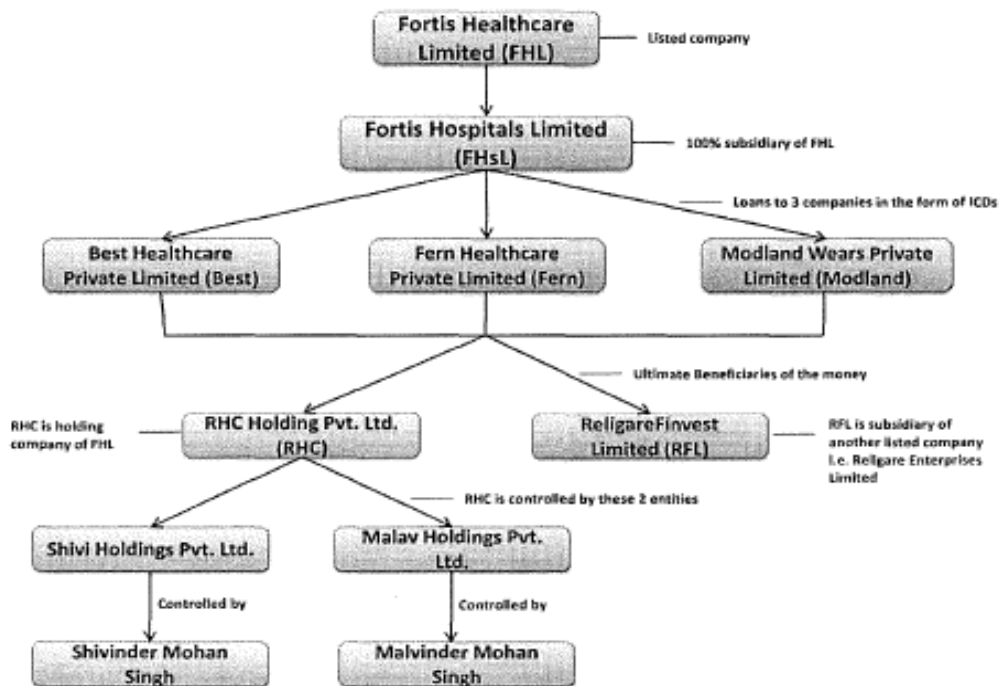 Fortis Healthcare
Limited (FHL)
Listed company
Fortis Hospitals Limited
(FHsL)
100% subsidiary of FHL
Loans to 3 companies in the form of ICDs
Best Healthcare
Private Limited (Best)
Fern Healthcare
Private Limited (Fern)
Modland Wears Private
Limited (Modland)
Ultimate Beneficiaries of the money
RHC is holding
company of FHL
RHC Holding Pvt. Ltd.
(RHC)
ReligareFinvest
Limited (RFL)
RFL is subsidiary of
another listed company
i.e. Religare Enterprises
Limited
RHC is controlled by these 2 entities
Shivi Holdings Pvt. Ltd.
Malav Holdings Pvt.
Ltd.
Controlled by
Controlled by
Shivinder Mohan
Singh
Malvinder Mohan
Singh